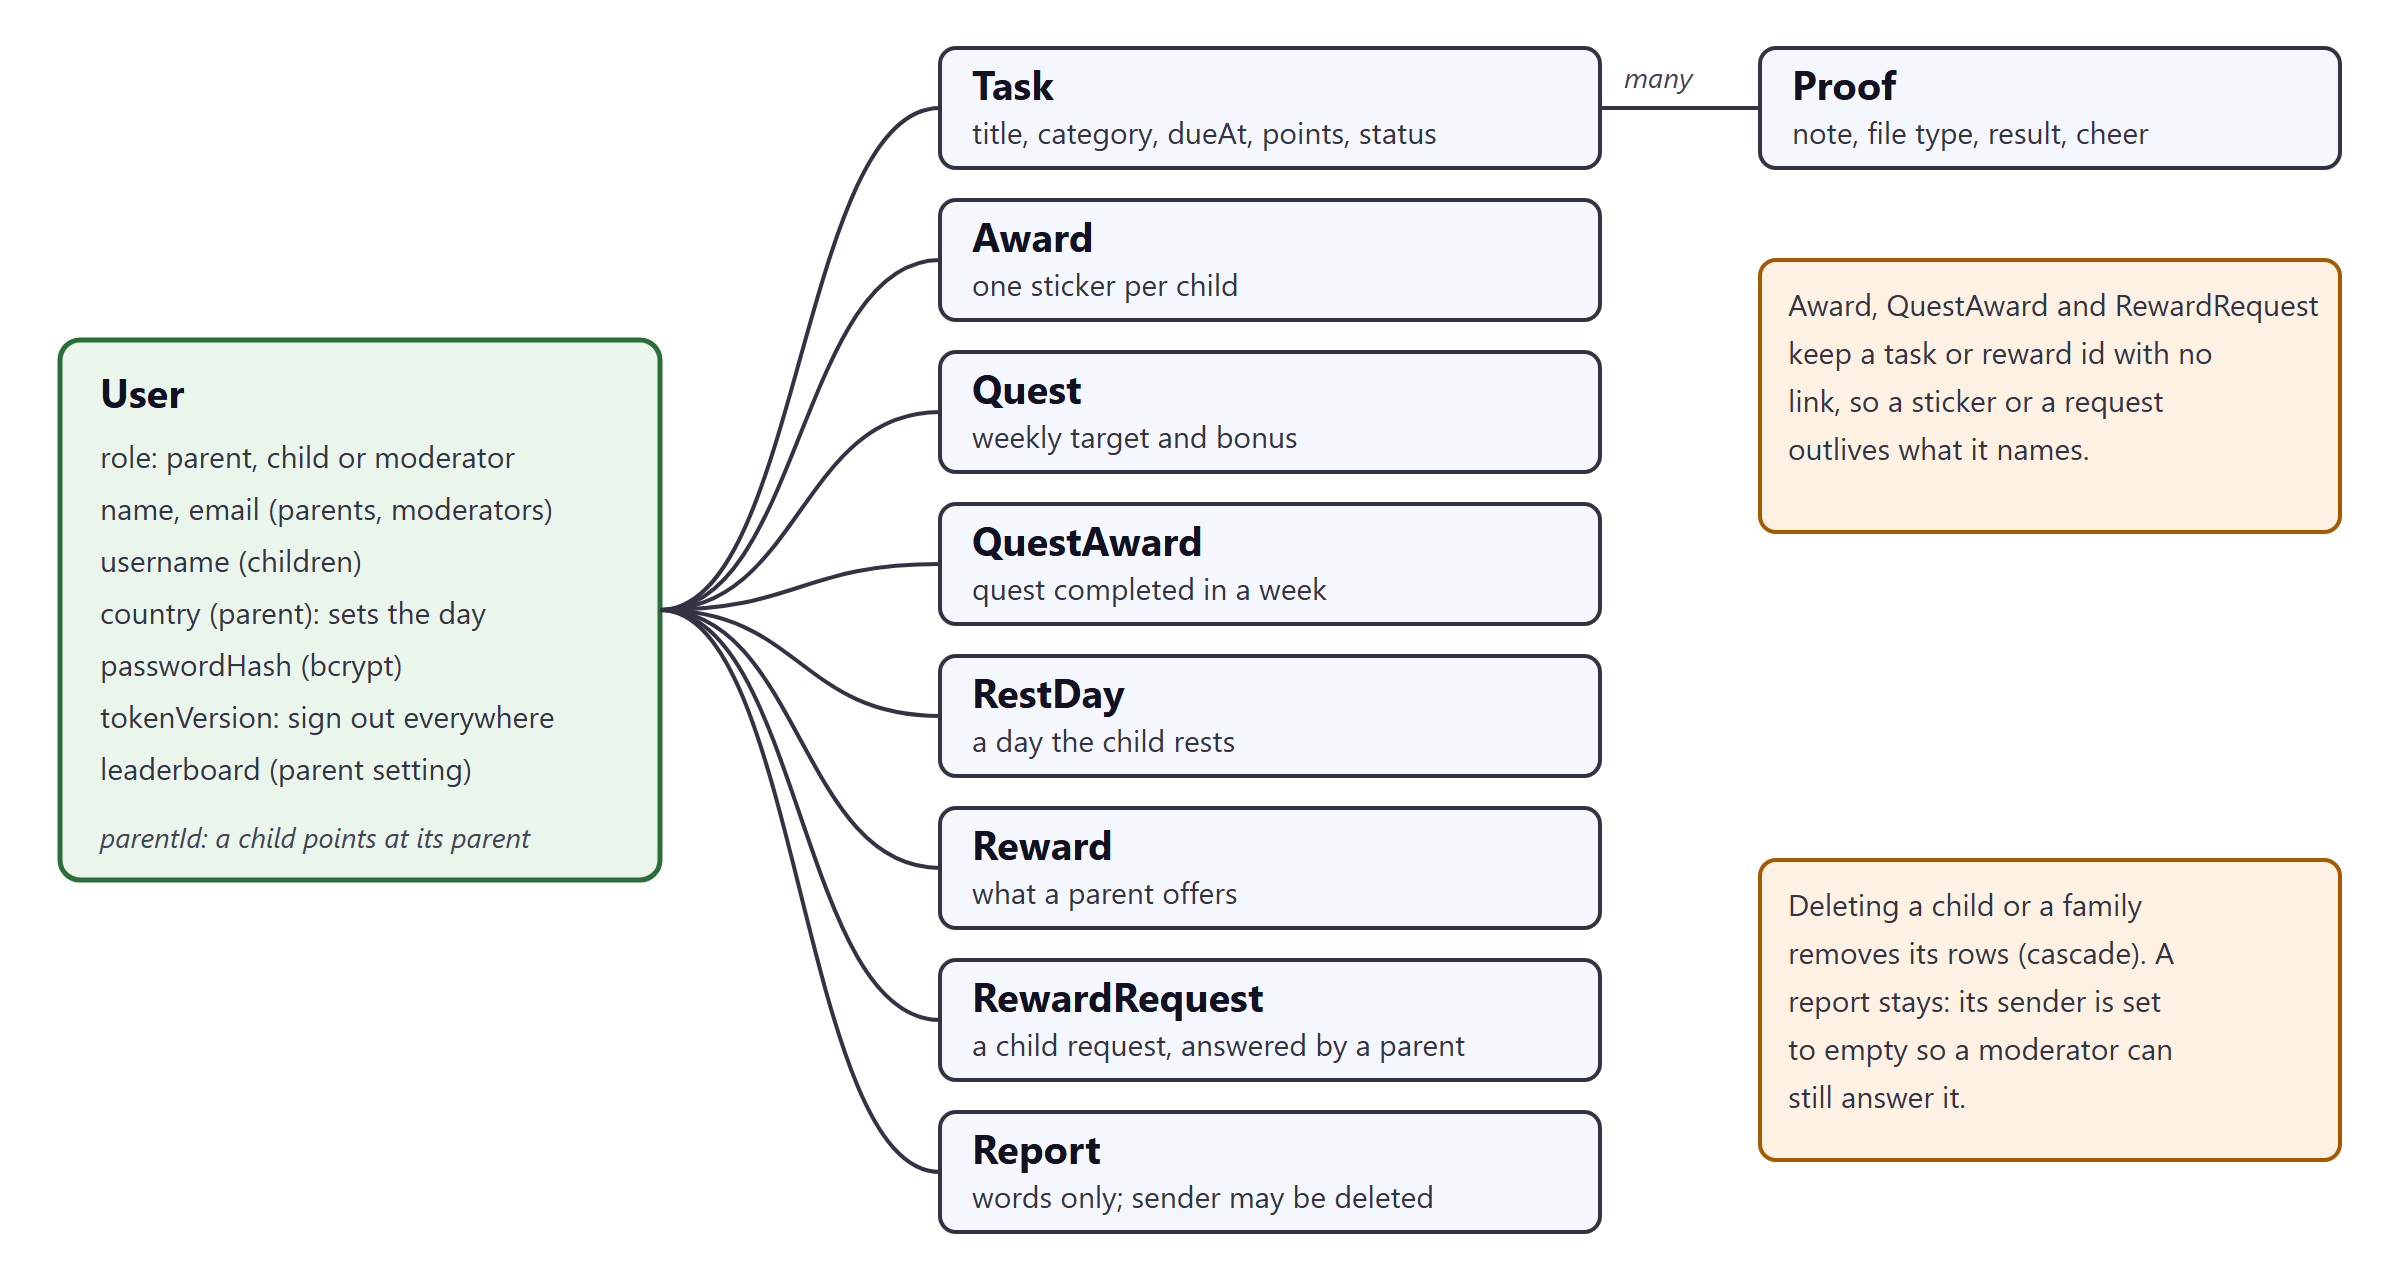 User
role: parent, child or moderator
name, email (parents, moderators)
username (children)
country (parent): sets the day
passwordHash (bcrypt)
tokenVersion: sign out everywhere
leaderboard (parent setting)
parentId: a child points at its parent
Task
title, category, dueAt, points, status
many
Proof
note, file type, result, cheer
Award
one sticker per child
Quest
weekly target and bonus
QuestAward
quest completed in a week
RestDay
a day the child rests
Reward
what a parent offers
RewardRequest
a child request, answered by a parent
Report
words only; sender may be deleted
Award, QuestAward and RewardRequest
keep a task or reward id with no
link, so a sticker or a request
outlives what it names.
Deleting a child or a family
removes its rows (cascade). A
report stays: its sender is set
to empty so a moderator can
still answer it.